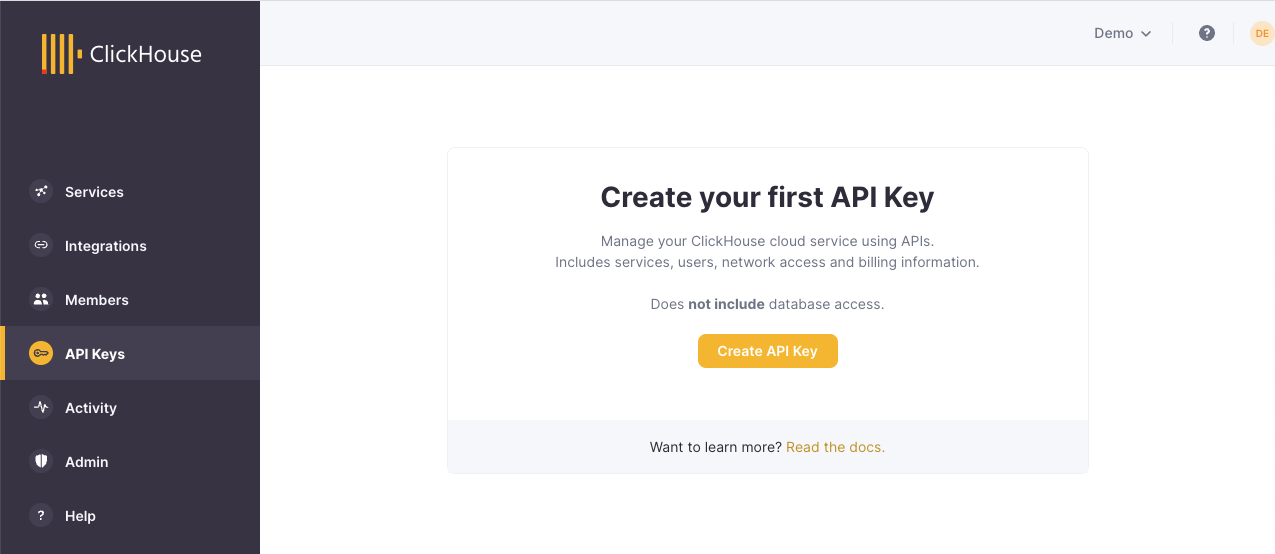 ClickHouse
Demo
?
DE
Services
Integrations
Members
API Keys
Activity
Admin
? Help
Create your first API Key
Manage your ClickHouse cloud service using APIs.
Includes services, users, network access and billing information.
Does not include database access.
Create API Key
Want to learn more? Read the docs.